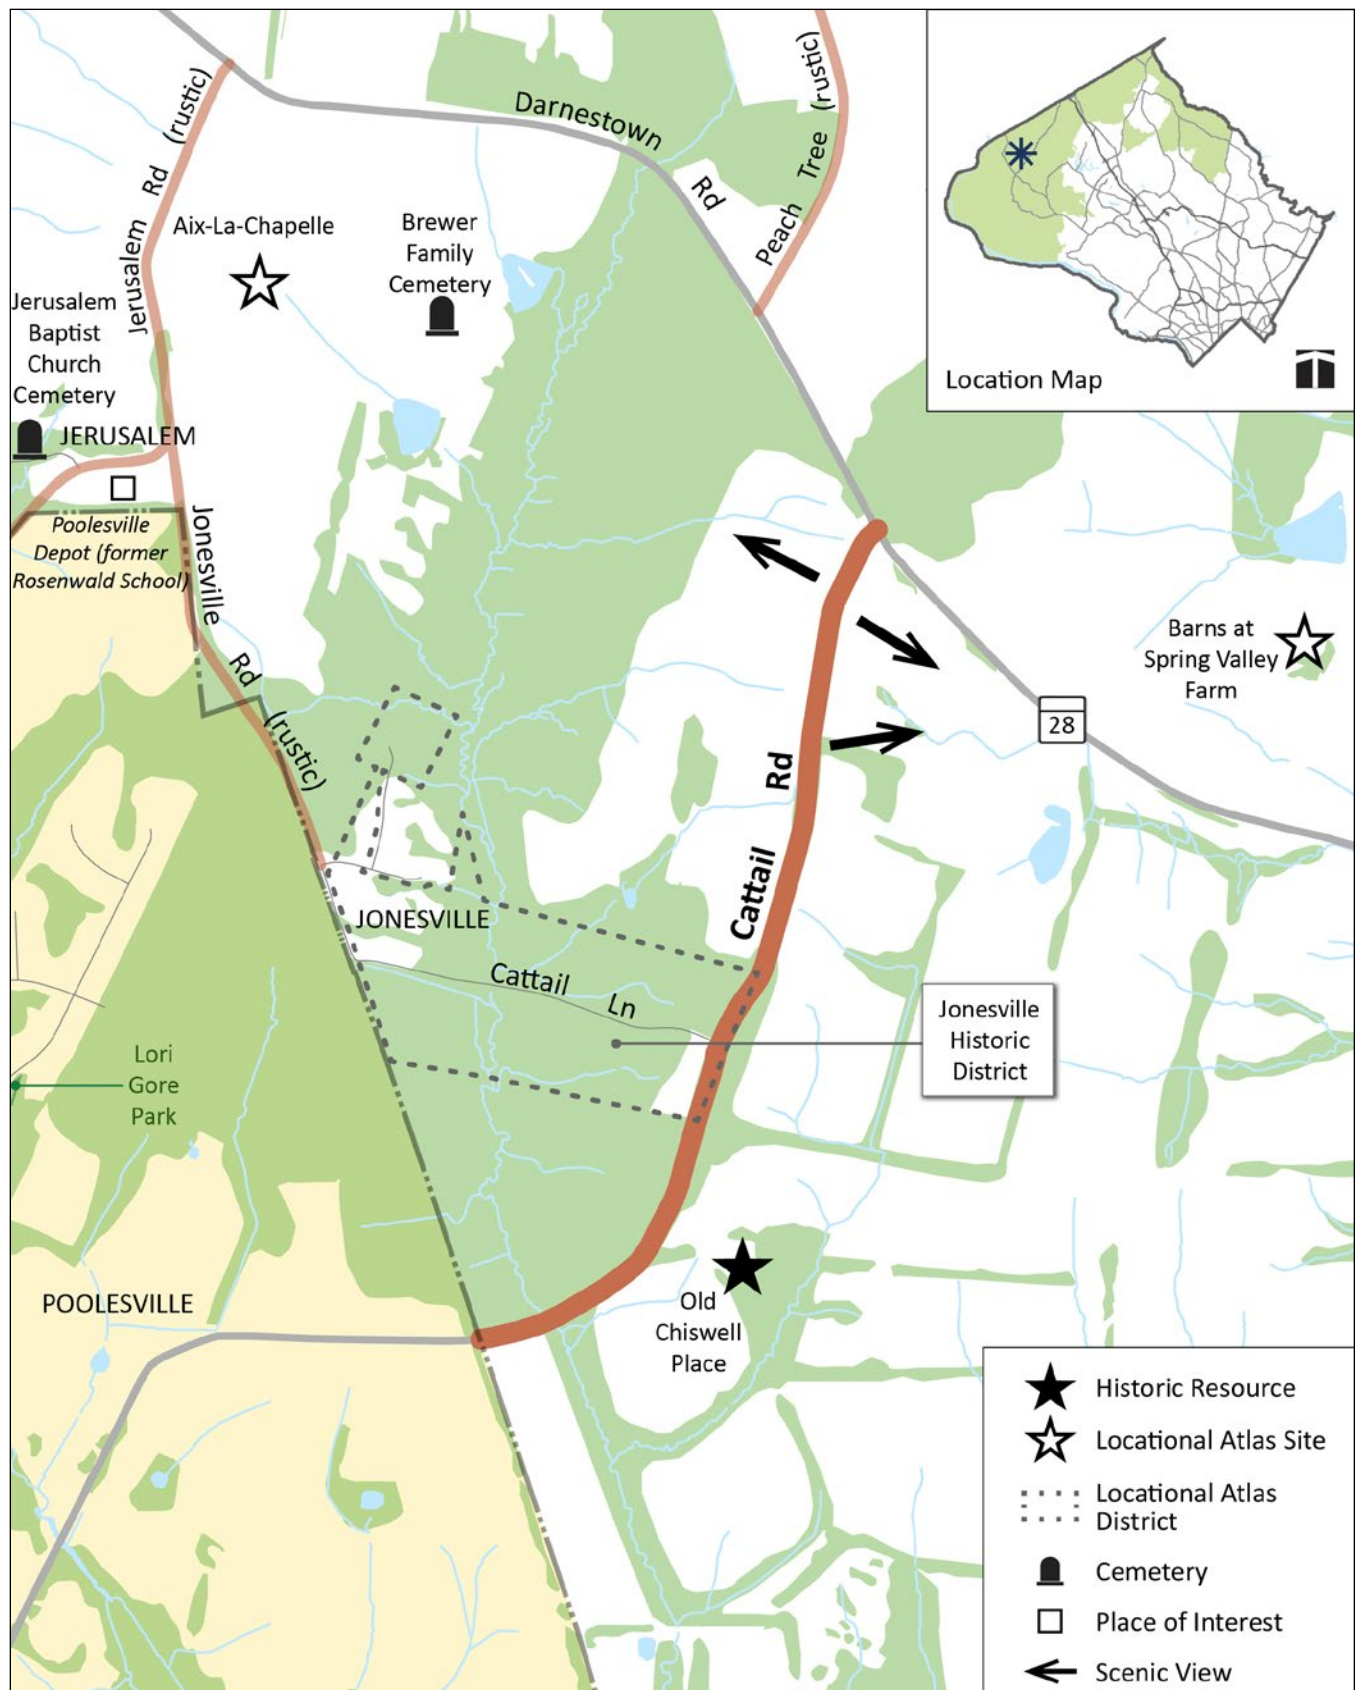 Darnestown
Rd
Peach Tree (rustic)
Jerusalem Rd (rustic)
Aix-La-Chapelle
Brewer
Family
Cemetery
Jerusalem
Baptist
Church
Cemetery
JERUSALEM
Poolesville
Depot (former
Rosenwald School)
Jonesville
Rd
(rustic)
Location Map
Barns at
Spring Valley
Farm
28
Cattail Rd
JONESVILLE
Cattail Ln
Jonesville
Historic
District
Lori
Gore
Park
POOLESVILLE
Old
Chiswell
Place
Historic Resource
Locational Atlas Site
Locational Atlas
District
Cemetery
Place of Interest
Scenic View